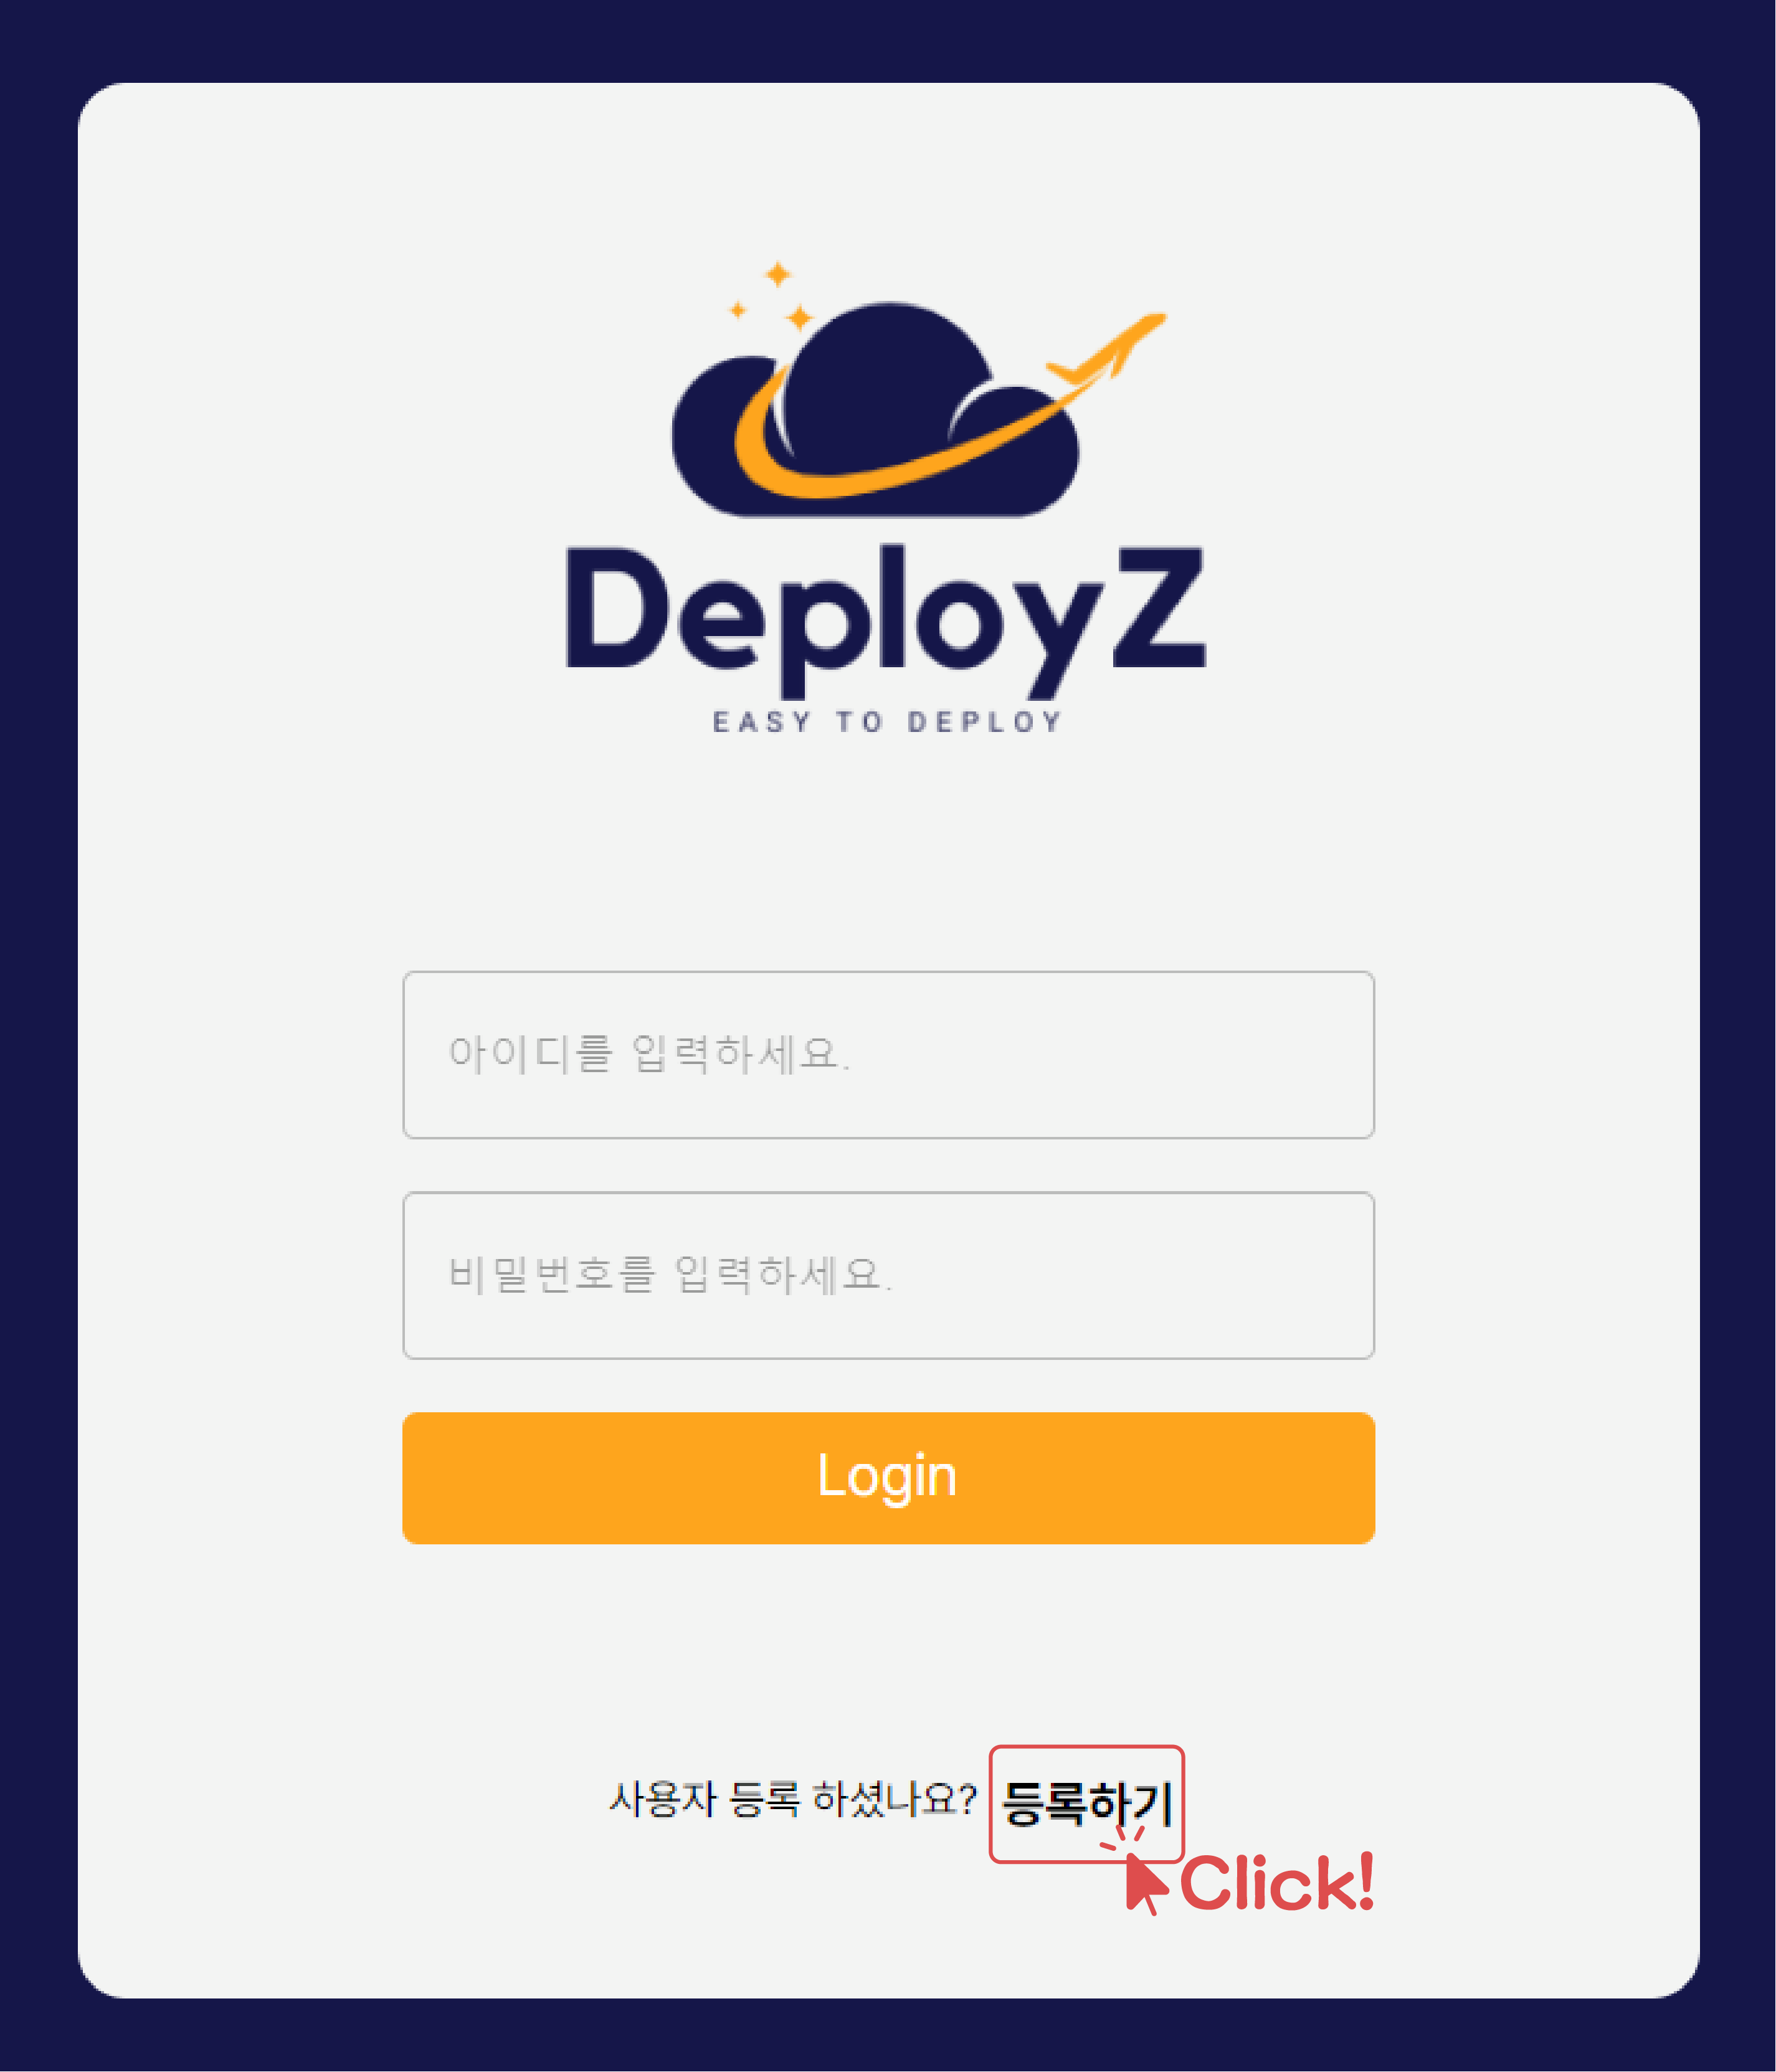 DeployZ
EASY TO DEPLOY
아이디를 입력하세요.
비밀번호를 입력하세요.
Login
사용자 등록 하셨나요? 등록하기
Click!